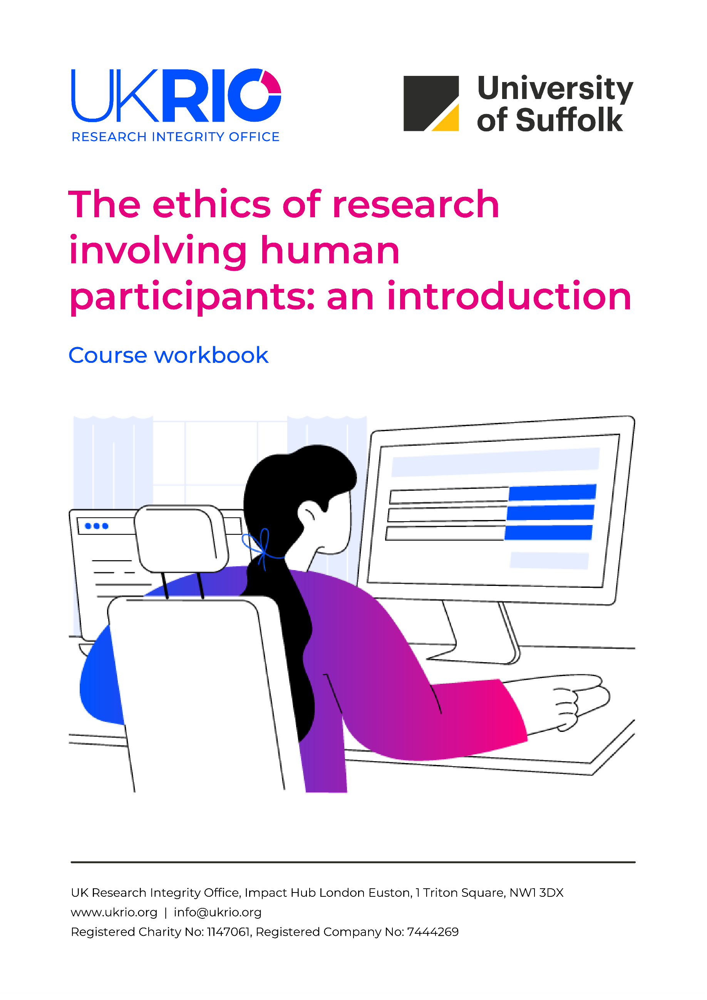 UKRIO
RESEARCH INTEGRITY OFFICE
University
of Suffolk
The ethics of research
involving human
participants: an introduction
Course workbook
UK Research Integrity Office, Impact Hub London Euston, 1 Triton Square, NW1 3DX
www.ukrio.org | info@ukrio.org
Registered Charity No: 1147061, Registered Company No: 7444269